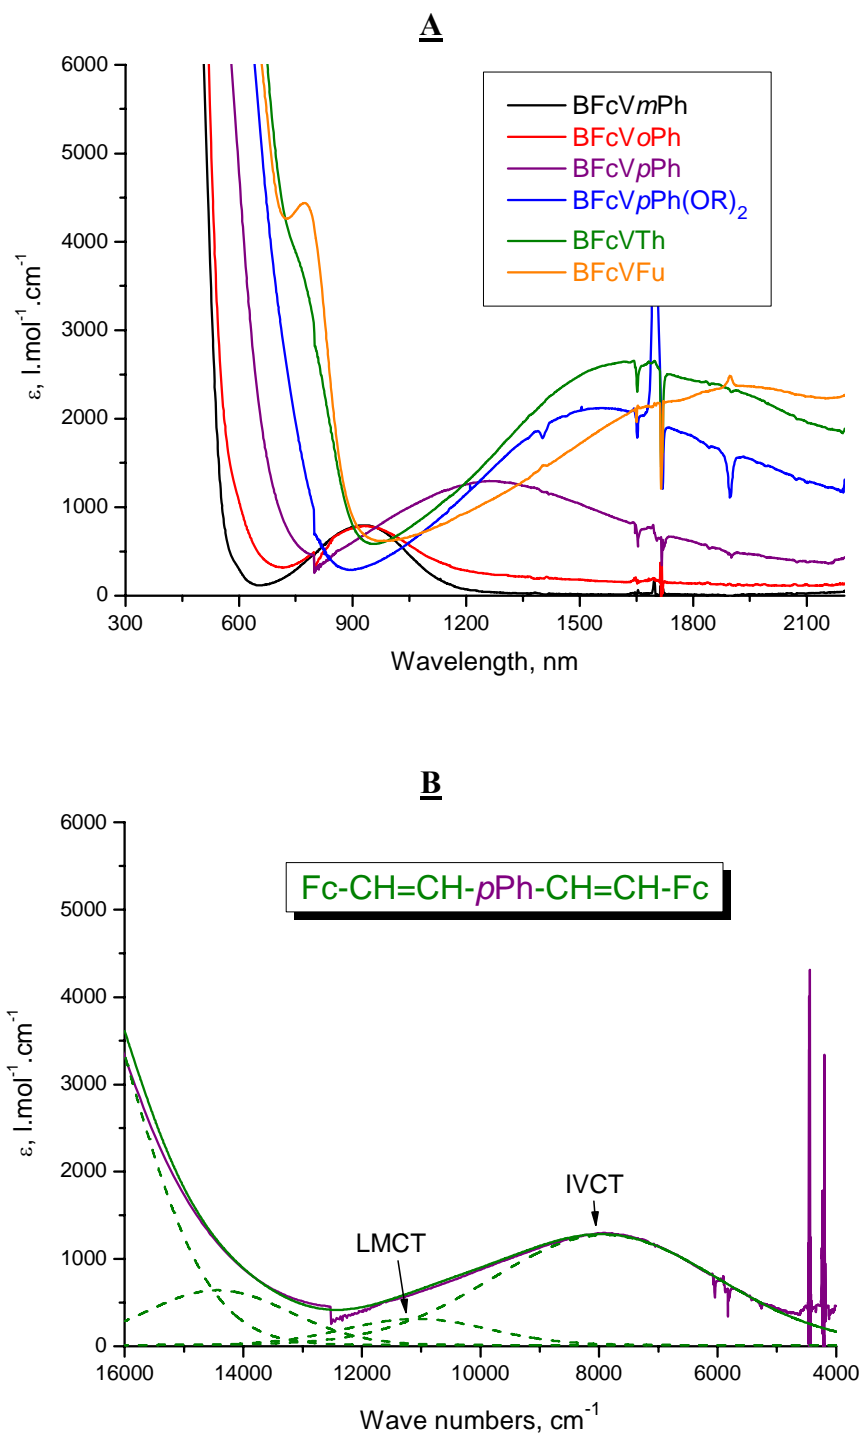 A
6000
5000
4000
3000
2000
1000
0
ε, l.mol⁻¹.cm⁻¹
BFcVmPh
BFcVoPh
BFcVpPh
BFcVpPh(OR)₂
BFcVTh
BFcVFu
300 600 900 1200 1500 1800 2100
Wavelength, nm
B
6000
5000
4000
3000
2000
1000
0
ε, l.mol⁻¹.cm⁻¹
Fc-CH=CH-pPh-CH=CH-Fc
IVCT
LMCT
16000 14000 12000 10000 8000 6000 4000
Wave numbers, cm⁻¹